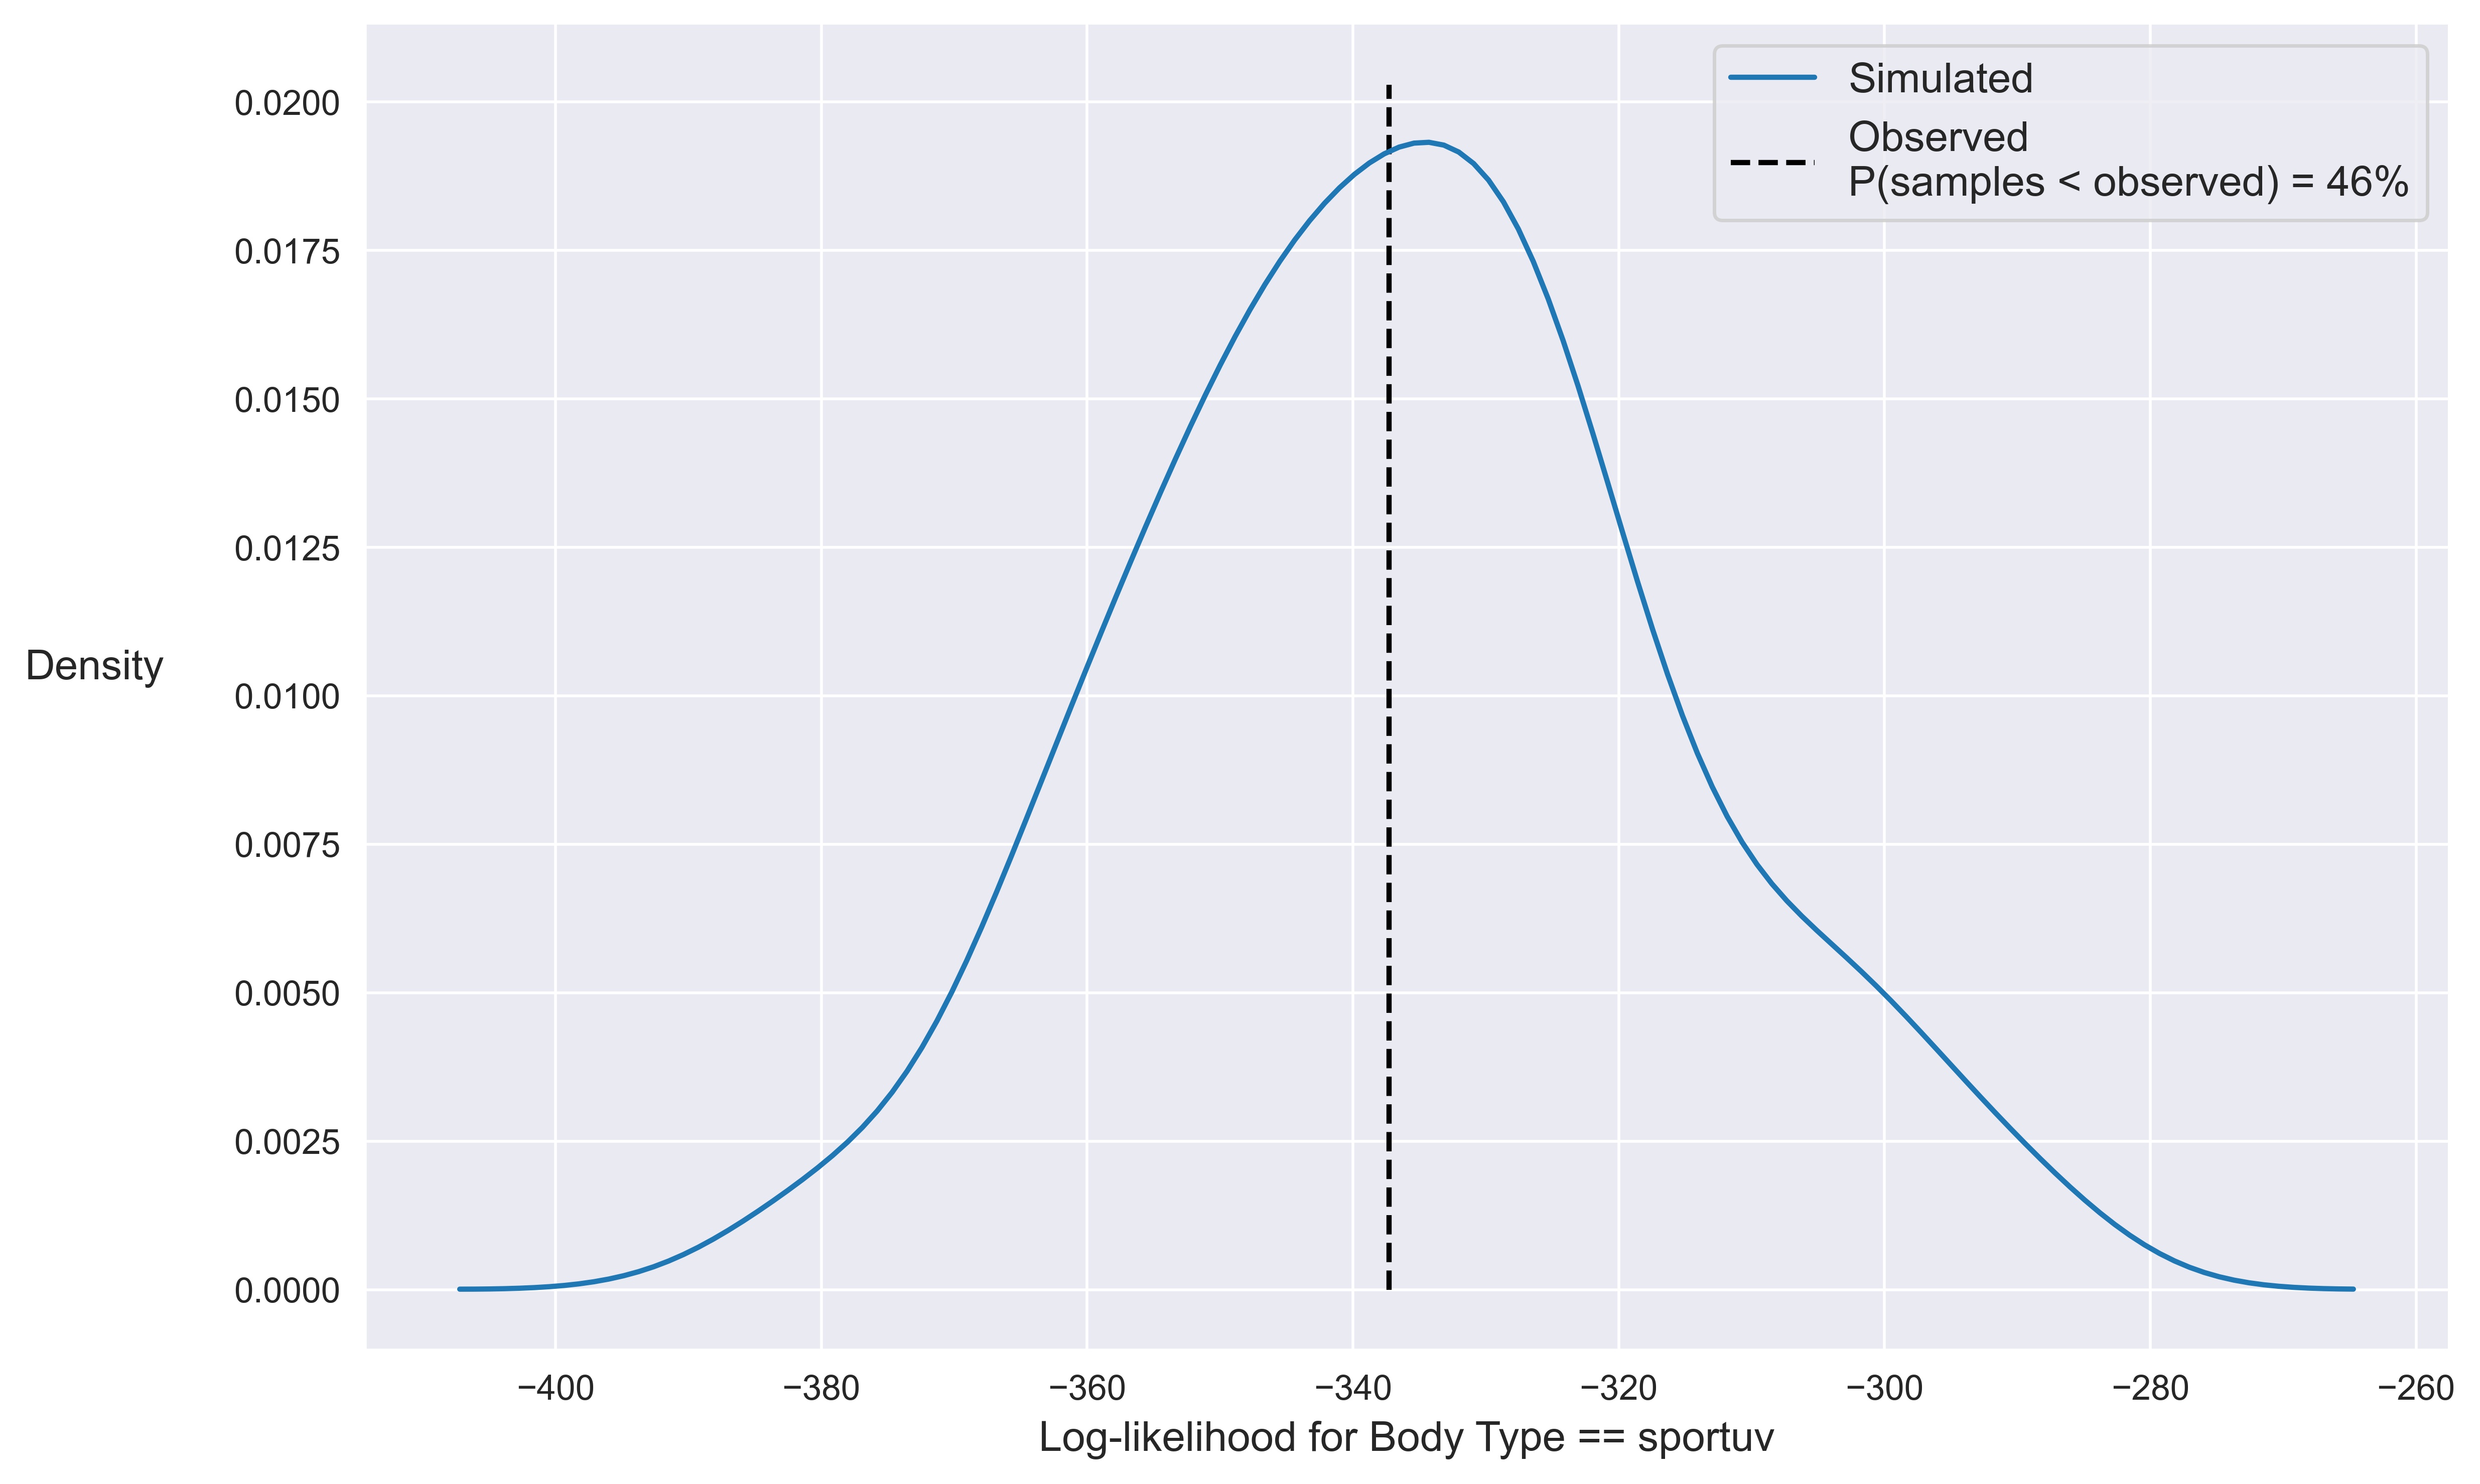 Simulated
Observed
P(samples < observed) = 46%
0.0200
0.0175
0.0150
0.0125
0.0100
0.0075
0.0050
0.0025
0.0000
Density
−400 −380 −360 −340 −320 −300 −280 −260
Log-likelihood for Body Type == sportuv